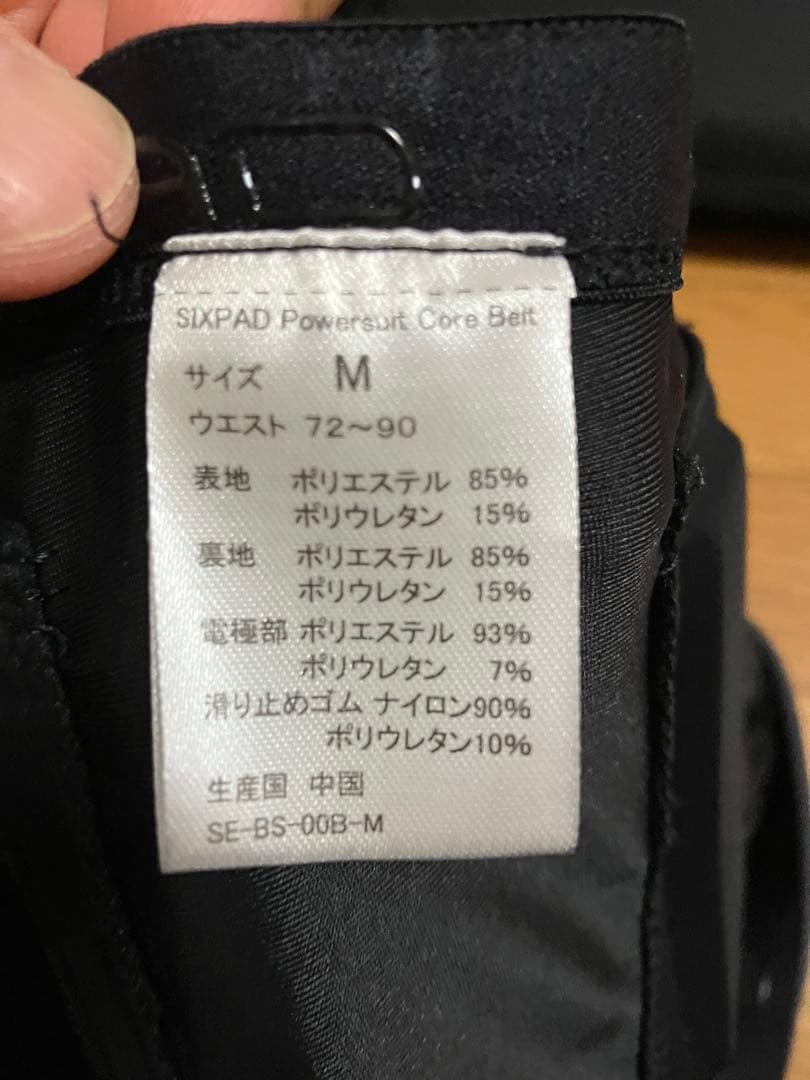 SIXPAD Powersuit Core Belt
サイズ M
ウエスト 72～90
表地 ポリエステル 85%
ポリウレタン 15%
裏地 ポリエステル 85%
ポリウレタン 15%
電極部 ポリエステル 93%
ポリウレタン 7%
滑り止めゴム ナイロン90%
ポリウレタン10%
生産国 中国
SE-BS-00B-M